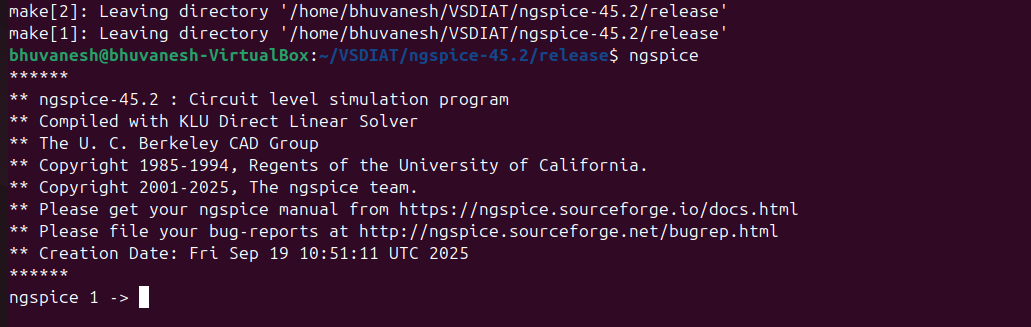 make[2]: Leaving directory '/home/bhuvanesh/VSDIAT/ngspice-45.2/release'
make[1]: Leaving directory '/home/bhuvanesh/VSDIAT/ngspice-45.2/release'
bhuvanesh@bhuvanesh-VirtualBox:~/VSDIAT/ngspice-45.2/release$ ngspice
******
** ngspice-45.2 : Circuit level simulation program
** Compiled with KLU Direct Linear Solver
** The U. C. Berkeley CAD Group
** Copyright 1985-1994, Regents of the University of California.
** Copyright 2001-2025, The ngspice team.
** Please get your ngspice manual from https://ngspice.sourceforge.io/docs.html
** Please file your bug-reports at http://ngspice.sourceforge.net/bugrep.html
** Creation Date: Fri Sep 19 10:51:11 UTC 2025
******
ngspice 1 ->